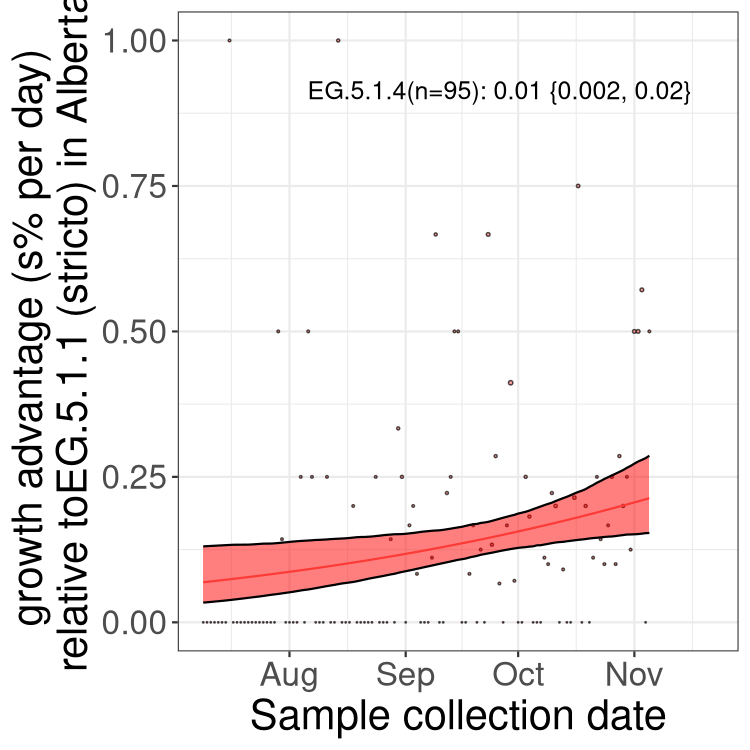 growth advantage (s% per day)
relative toEG.5.1.1 (stricto) in Alberta
1.00
0.75
0.50
0.25
0.00
EG.5.1.4(n=95): 0.01 {0.002, 0.02}
Aug Sep Oct Nov
Sample collection date